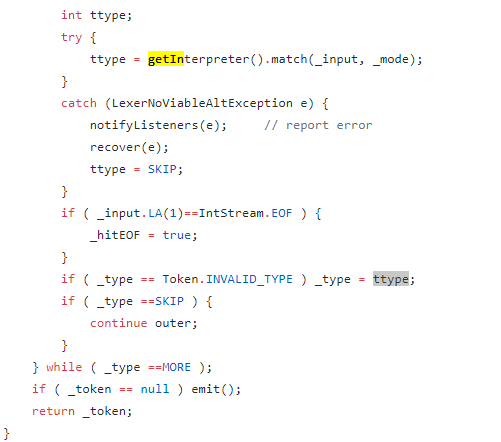 int ttype;
try {
ttype = getInterpreter().match(_input, _mode);
}
catch (LexerNoViableAltException e) {
notifyListeners(e);     // report error
recover(e);
ttype = SKIP;
}
if ( _input.LA(1)==IntStream.EOF ) {
_hitEOF = true;
}
if ( _type == Token.INVALID_TYPE ) _type = ttype;
if ( _type ==SKIP ) {
continue outer;
}
} while ( _type ==MORE );
if ( _token == null ) emit();
return _token;
}